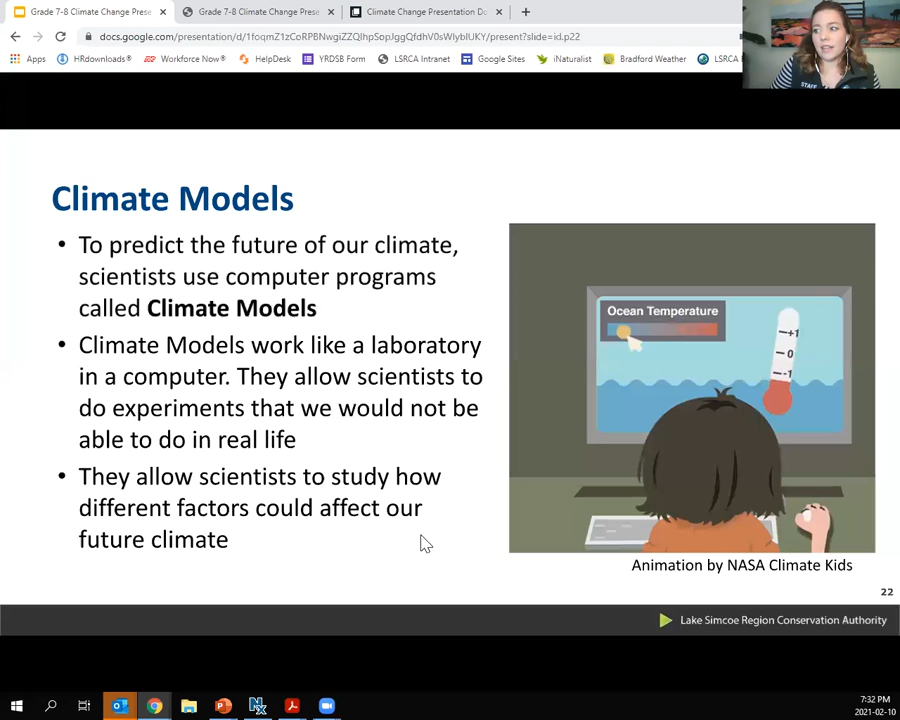 Grade 7-8 Climate Change Prese
Grade 7-8 Climate Change Prese
Climate Change Presentation Do
docs.google.com/presentation/d/1foqmZ1zCoRPBNwgiZZQlhpSopJggQfdhV0sWlybIUKY/present?slide=id.p22
Apps
HRdownloads®:
Workforce Now®:
HelpDesk
YRDSB Form
LSRCA Intranet
Google Sites
iNaturalist
Bradford Weather
LSRCA
STAFF
Climate Models
• To predict the future of our climate,
scientists use computer programs
called Climate Models
• Climate Models work like a laboratory
in a computer. They allow scientists to
do experiments that we would not be
able to do in real life
• They allow scientists to study how
different factors could affect our
future climate
Ocean Temperature
+1
0
-1
Animation by NASA Climate Kids
22
Lake Simcoe Region Conservation Authority
7:32 PM
2021-02-10